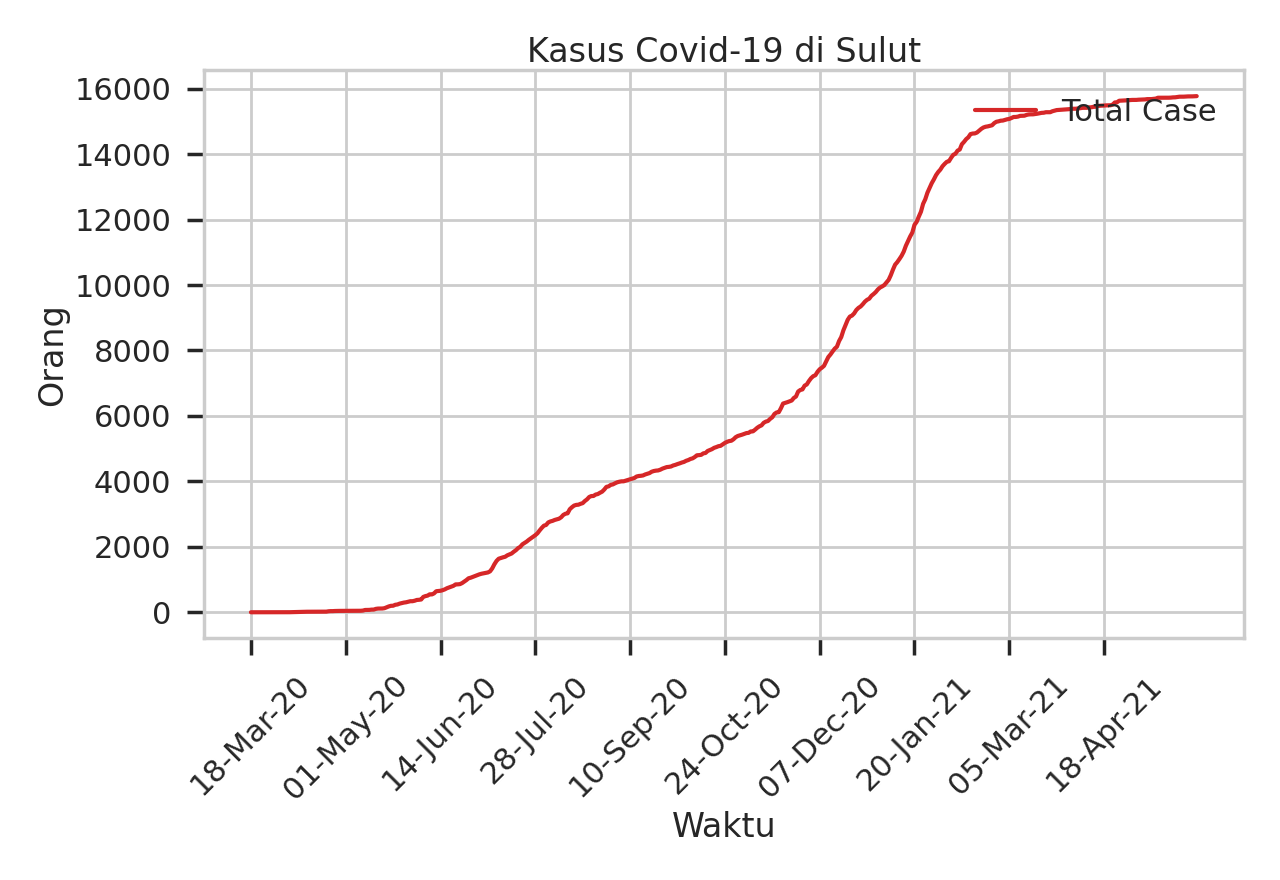 Kasus Covid-19 di Sulut
16000
14000
12000
10000
8000
6000
4000
2000
0
Orang
Total Case
18-Mar-20
01-May-20
14-Jun-20
28-Jul-20
10-Sep-20
24-Oct-20
07-Dec-20
20-Jan-21
05-Mar-21
18-Apr-21
Waktu